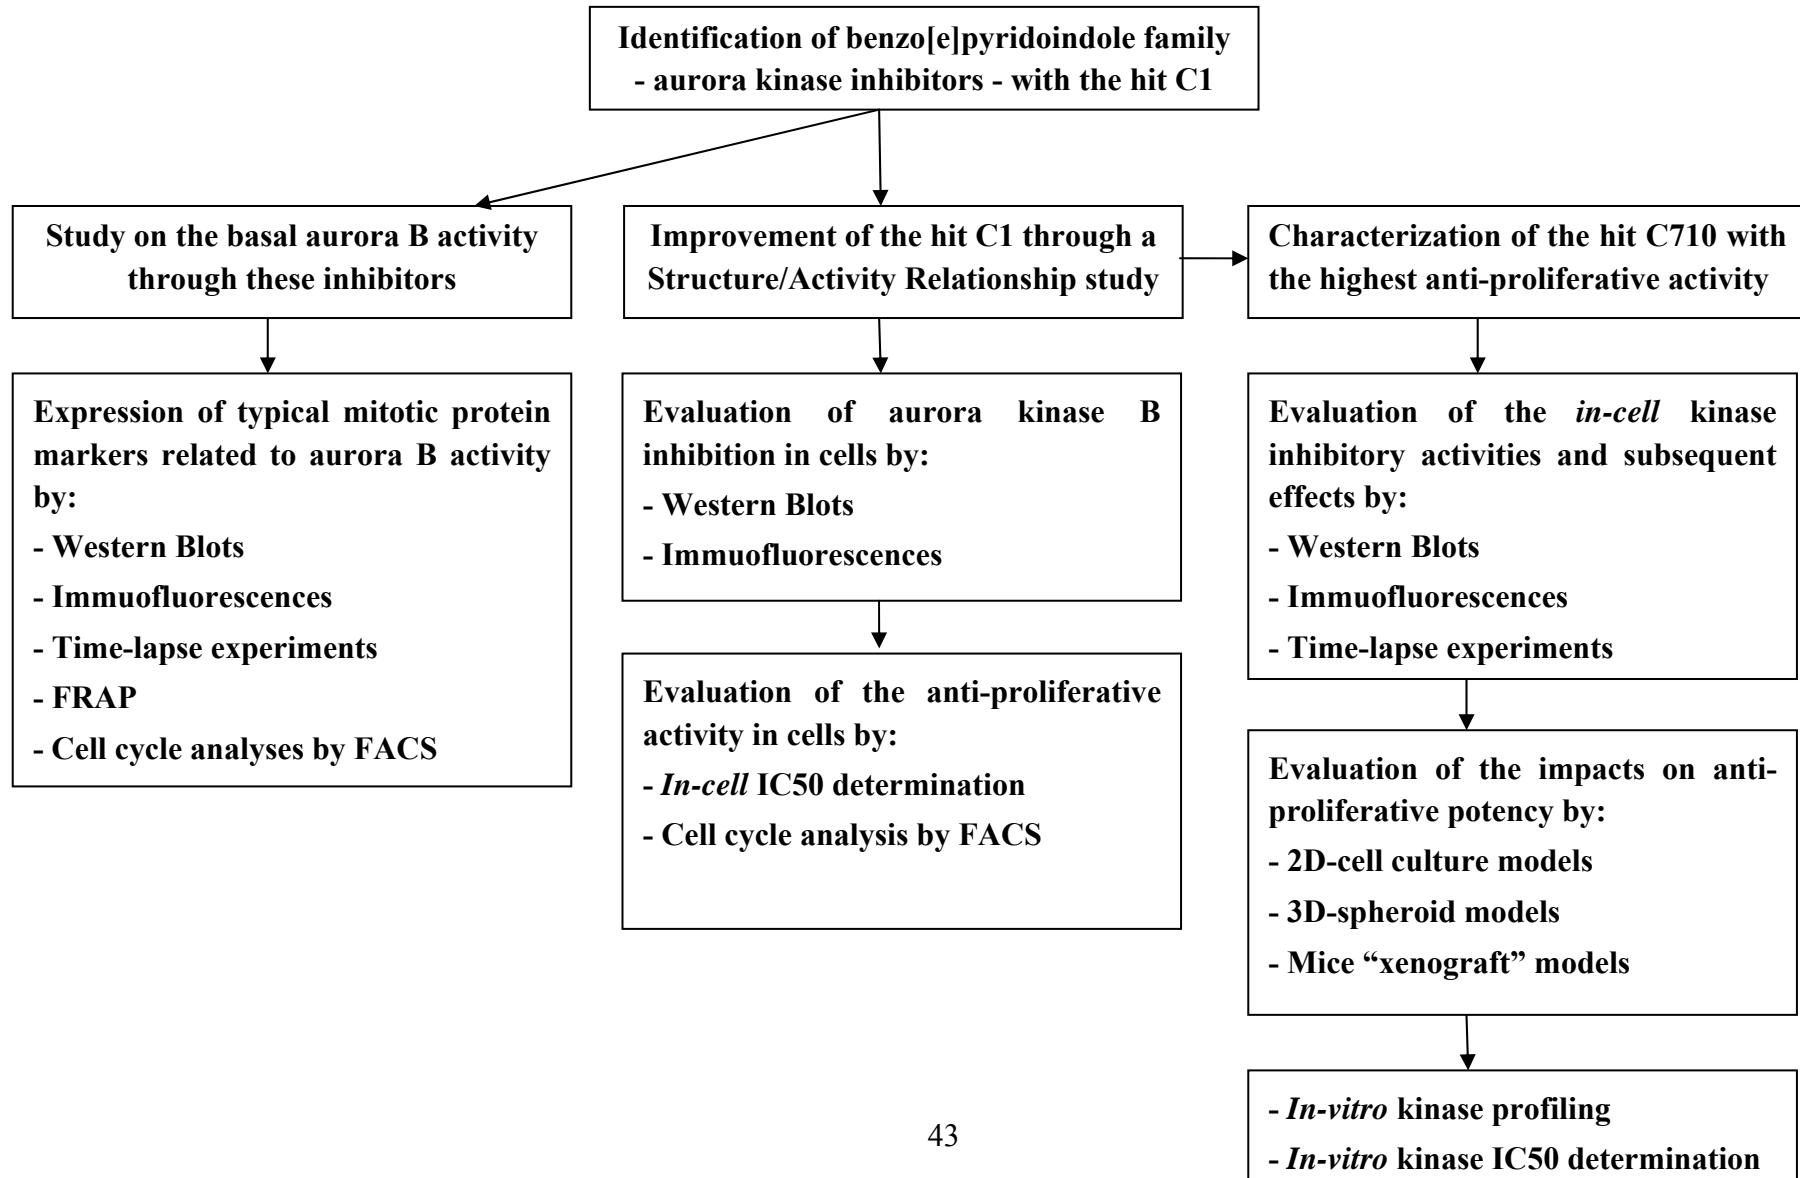 Identification of benzo[e]pyridoindole family
- aurora kinase inhibitors - with the hit C1
Study on the basal aurora B activity
through these inhibitors
Improvement of the hit C1 through a
Structure/Activity Relationship study
Characterization of the hit C710 with
the highest anti-proliferative activity
Expression of typical mitotic protein
markers related to aurora B activity
by:
- Western Blots
- Immuofluorescences
- Time-lapse experiments
- FRAP
- Cell cycle analyses by FACS
Evaluation of aurora kinase B
inhibition in cells by:
- Western Blots
- Immuofluorescences
Evaluation of the anti-proliferative
activity in cells by:
- In-cell IC50 determination
- Cell cycle analysis by FACS
Evaluation of the in-cell kinase
inhibitory activities and subsequent
effects by:
- Western Blots
- Immuofluorescences
- Time-lapse experiments
Evaluation of the impacts on anti-
proliferative potency by:
- 2D-cell culture models
- 3D-spheroid models
- Mice “xenograft” models
- In-vitro kinase profiling
- In-vitro kinase IC50 determination
43